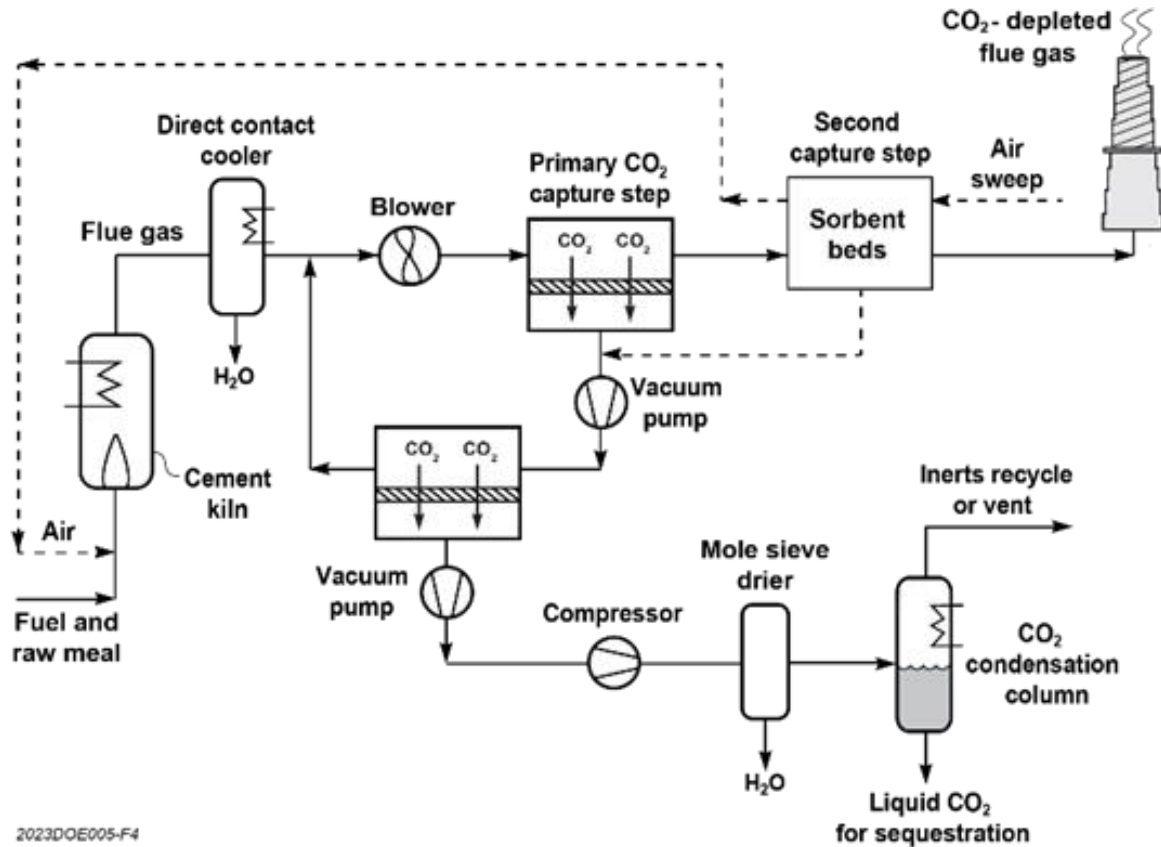 CO₂- depleted
flue gas
Direct contact
cooler
Second
capture step
Primary CO₂
capture step
Air
sweep
Blower
Flue gas
CO₂ CO₂
Sorbent
beds
H₂O
Vacuum
pump
CO₂ CO₂
Cement
kiln
Inerts recycle
or vent
Air
Mole sieve
drier
Vacuum
pump
Fuel and
raw meal
Compressor
CO₂
condensation
column
H₂O
Liquid CO₂
for sequestration
2023DOE005-F4